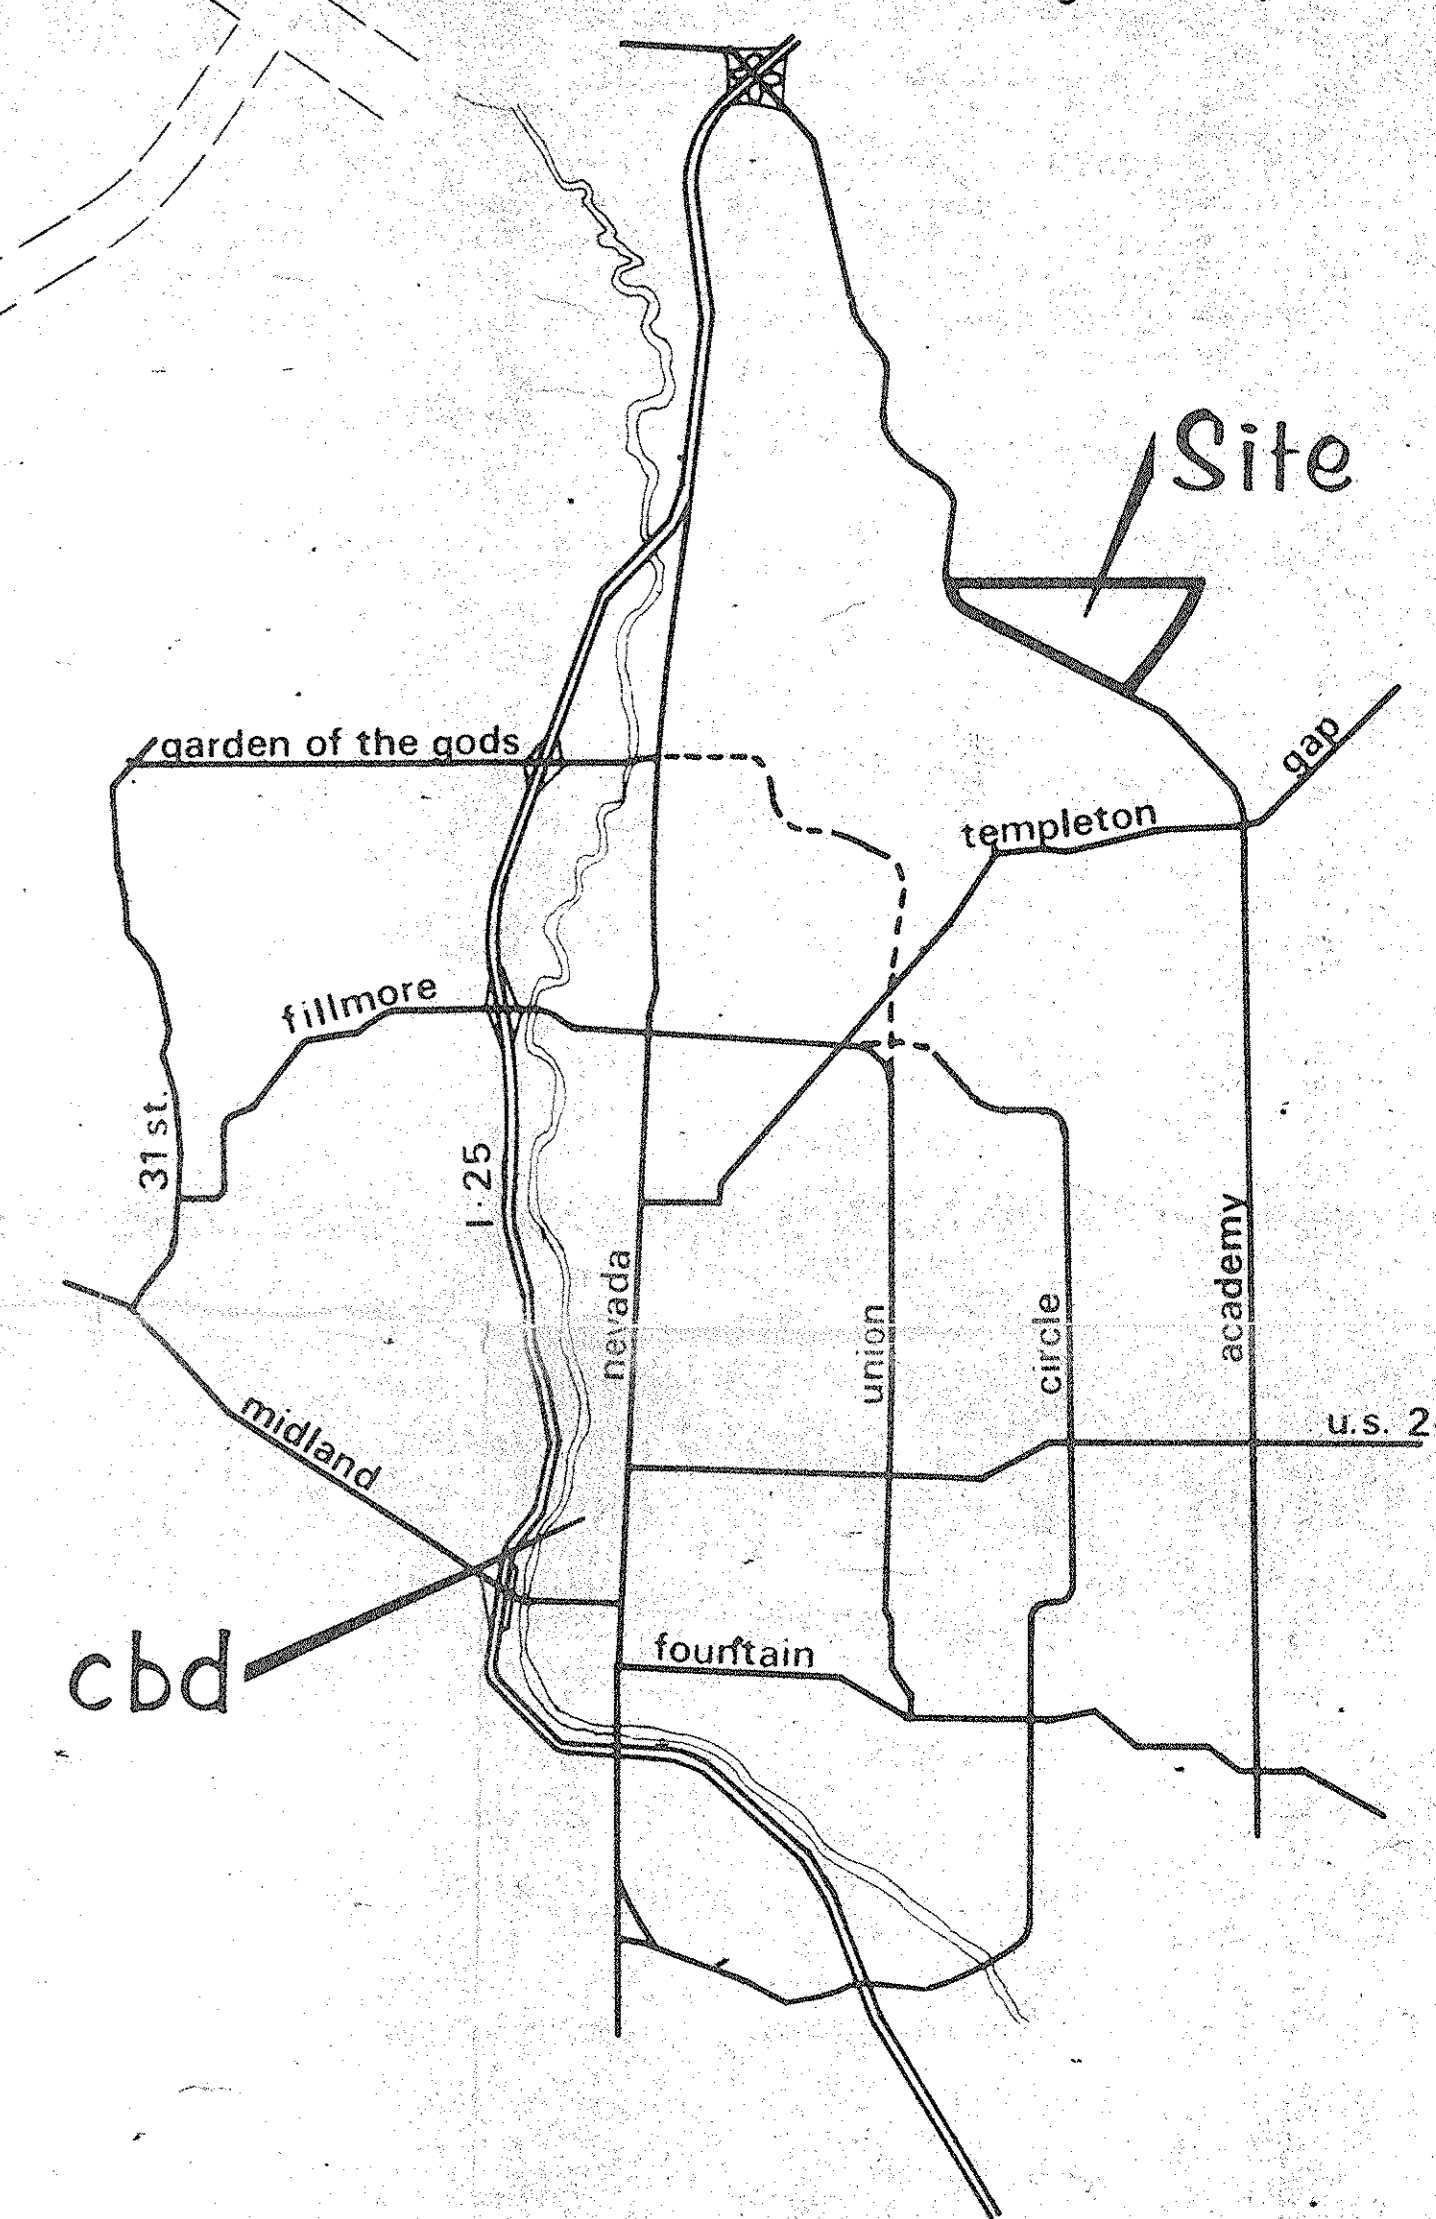 Site
garden of the gods
gap
templeton
fillmore
31 st.
I-25
nevada
union
circle
academy
midland
u.s. 2
cbd
fountain